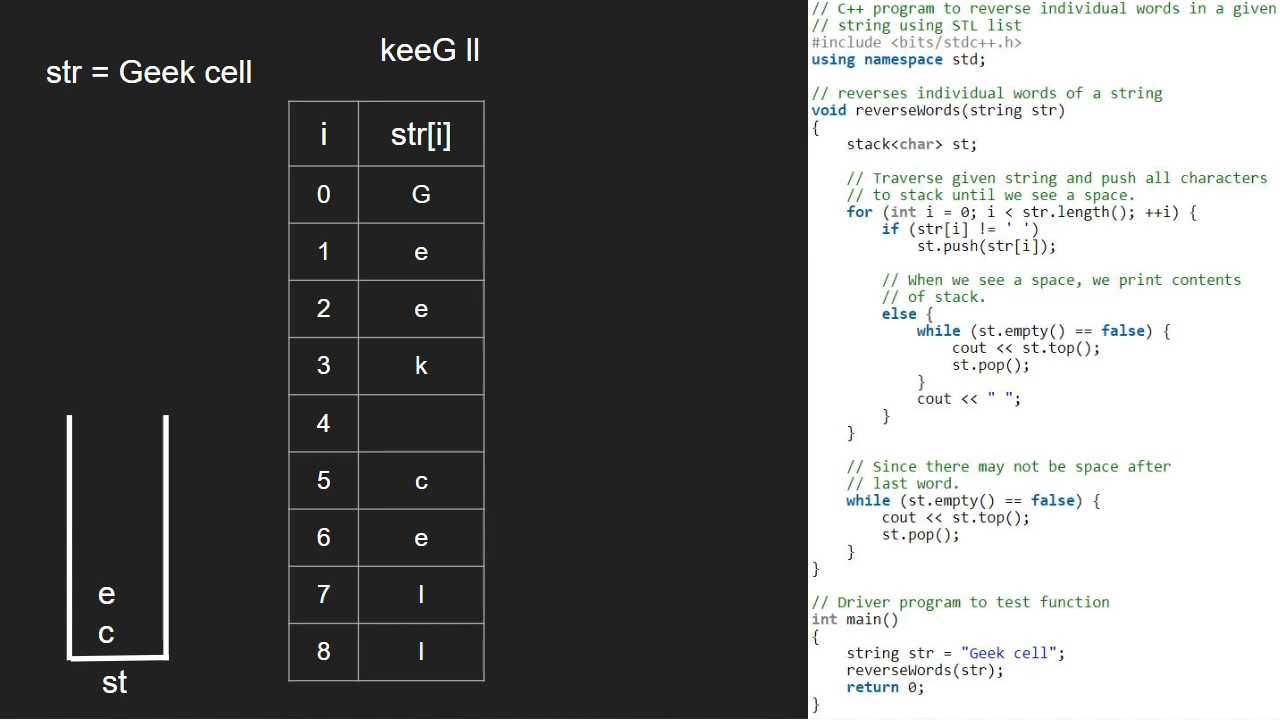 str = Geek cell
keeG ll
i str[i]
0 G
1 e
2 e
3 k
4
5 c
6 e
7 l
8 l
e
c
st
// C++ program to reverse individual words in a given
// string using STL list
#include <bits/stdc++.h>
using namespace std;

// reverses individual words of a string
void reverseWords(string str)
{
    stack<char> st;

    // Traverse given string and push all characters
    // to stack until we see a space.
    for (int i = 0; i < str.length(); ++i) {
        if (str[i] != ' ')
            st.push(str[i]);

        // When we see a space, we print contents
        // of stack.
        else {
            while (st.empty() == false) {
                cout << st.top();
                st.pop();
            }
            cout << " ";
        }
    }

    // Since there may not be space after
    // last word.
    while (st.empty() == false) {
        cout << st.top();
        st.pop();
    }
}

// Driver program to test function
int main()
{
    string str = "Geek cell";
    reverseWords(str);
    return 0;
}